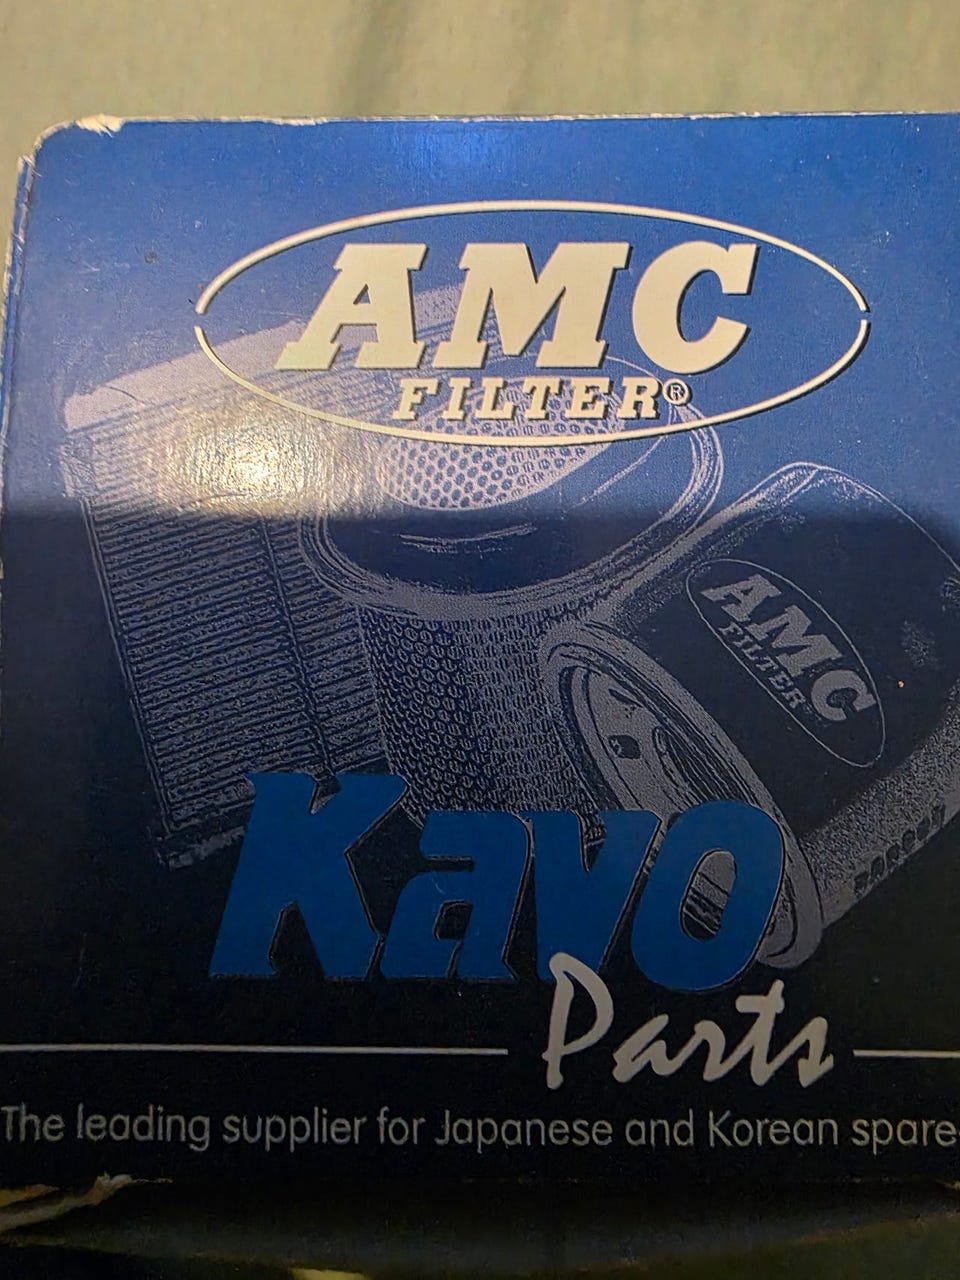 AMC
FILTER®
AMC
FILTER
Kavo
Parts
The leading supplier for Japanese and Korean spare